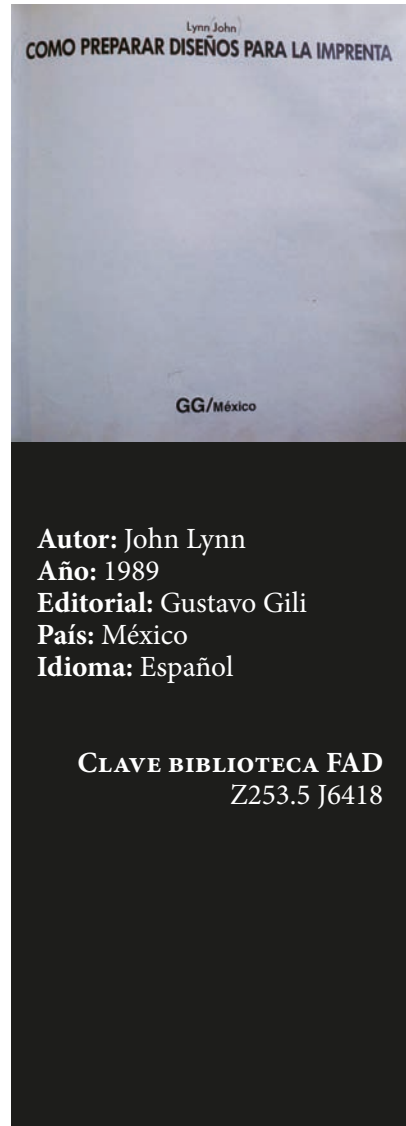 Lynn John
COMO PREPARAR DISEÑOS PARA LA IMPRENTA
GG/México
Autor: John Lynn
Año: 1989
Editorial: Gustavo Gili
País: México
Idioma: Español
CLAVE BIBLIOTECA FAD
Z253.5 J6418